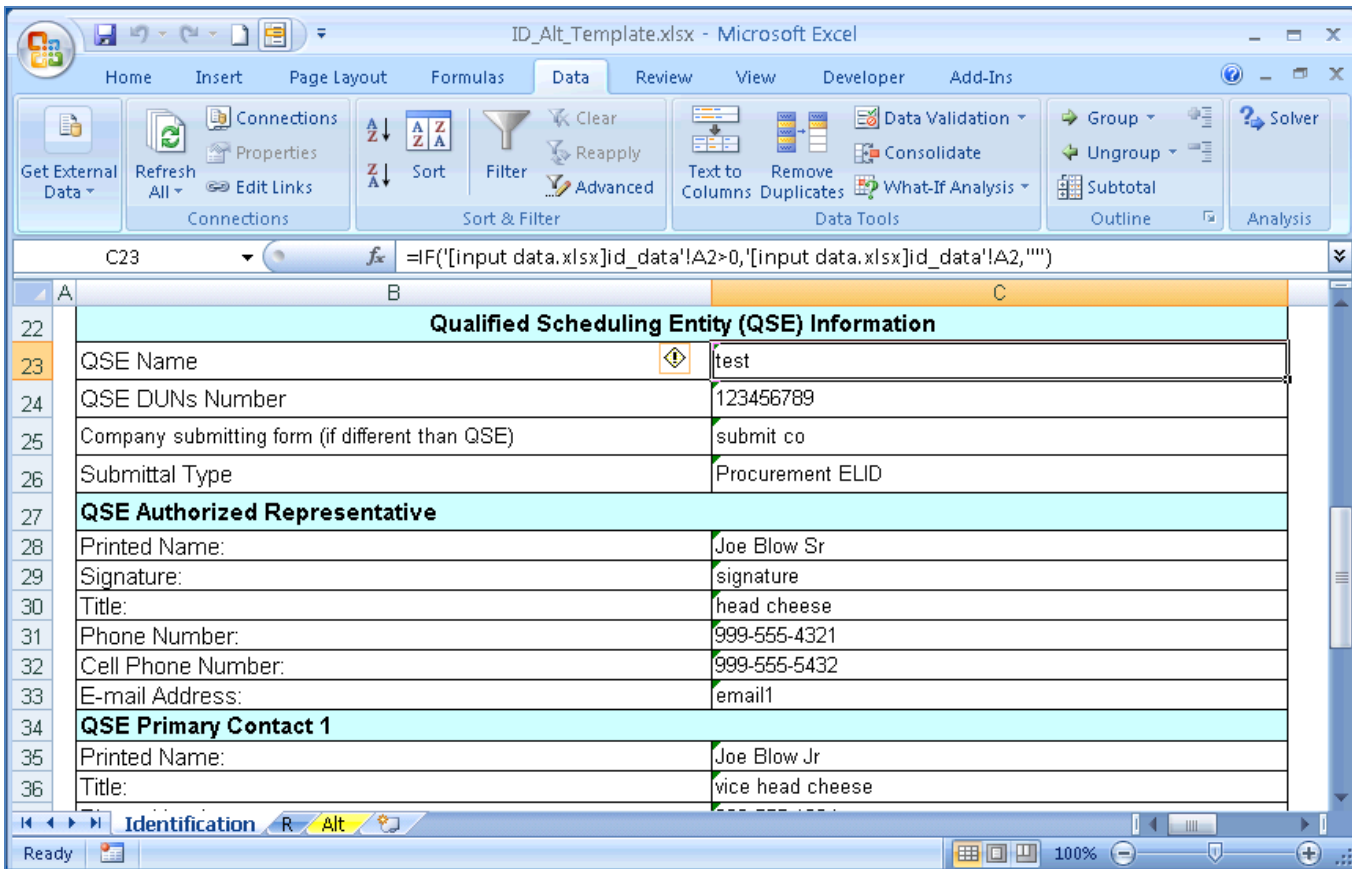 ID_Alt_Template.xlsx - Microsoft Excel
Home Insert Page Layout Formulas Data Review View Developer Add-Ins
Get External Data
Refresh All
Connections
Properties
Edit Links
Connections
Sort
Filter
Clear
Reapply
Advanced
Sort & Filter
Text to Columns
Remove Duplicates
Data Validation
Consolidate
What-If Analysis
Data Tools
Group
Ungroup
Subtotal
Outline
Solver
Analysis
C23 fx =IF('[input data.xlsx]id_data'!A2>0,'[input data.xlsx]id_data'!A2,"")
A B C
22 Qualified Scheduling Entity (QSE) Information
23 QSE Name test
24 QSE DUNs Number 123456789
25 Company submitting form (if different than QSE) submit co
26 Submittal Type Procurement ELID
27 QSE Authorized Representative
28 Printed Name: Joe Blow Sr
29 Signature: signature
30 Title: head cheese
31 Phone Number: 999-555-4321
32 Cell Phone Number: 999-555-5432
33 E-mail Address: email1
34 QSE Primary Contact 1
35 Printed Name: Joe Blow Jr
36 Title: vice head cheese
Identification R Alt
Ready 100%